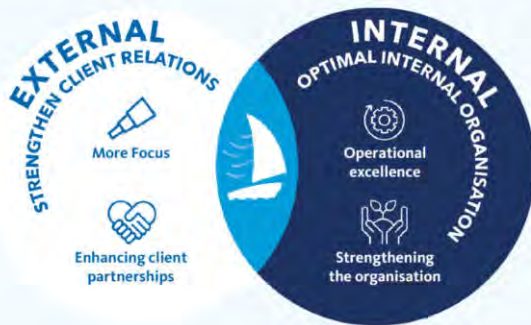 EXTERNAL
STRENGTHEN CLIENT RELATIONS
More Focus
Enhancing client
partnerships
INTERNAL
OPTIMAL INTERNAL ORGANISATION
Operational
excellence
Strengthening
the organisation